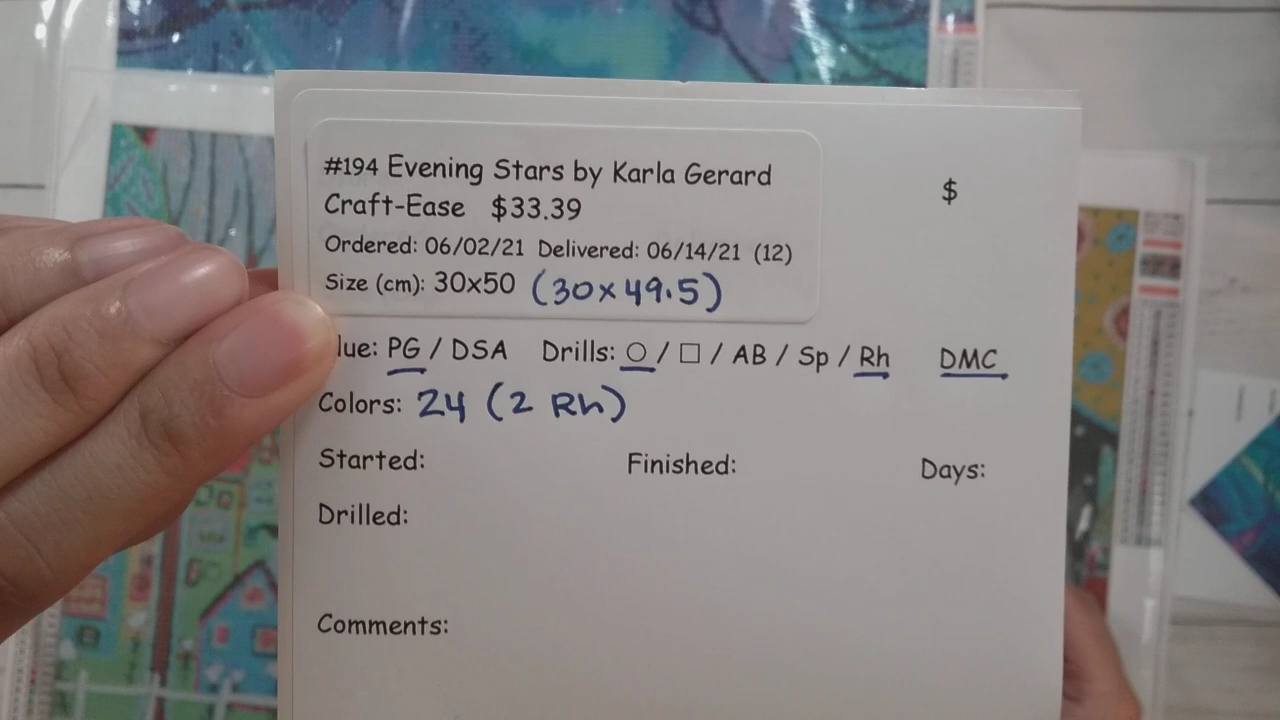 #194 Evening Stars by Karla Gerard
$
Craft-Ease $33.39
Ordered: 06/02/21 Delivered: 06/14/21 (12)
Size (cm): 30x50 (30x49.5)
lue: PG / DSA Drills: ○ / □ / AB / Sp / Rh DMC
Colors: 24 (2 Rh)
Started: Finished: Days:
Drilled:
Comments: